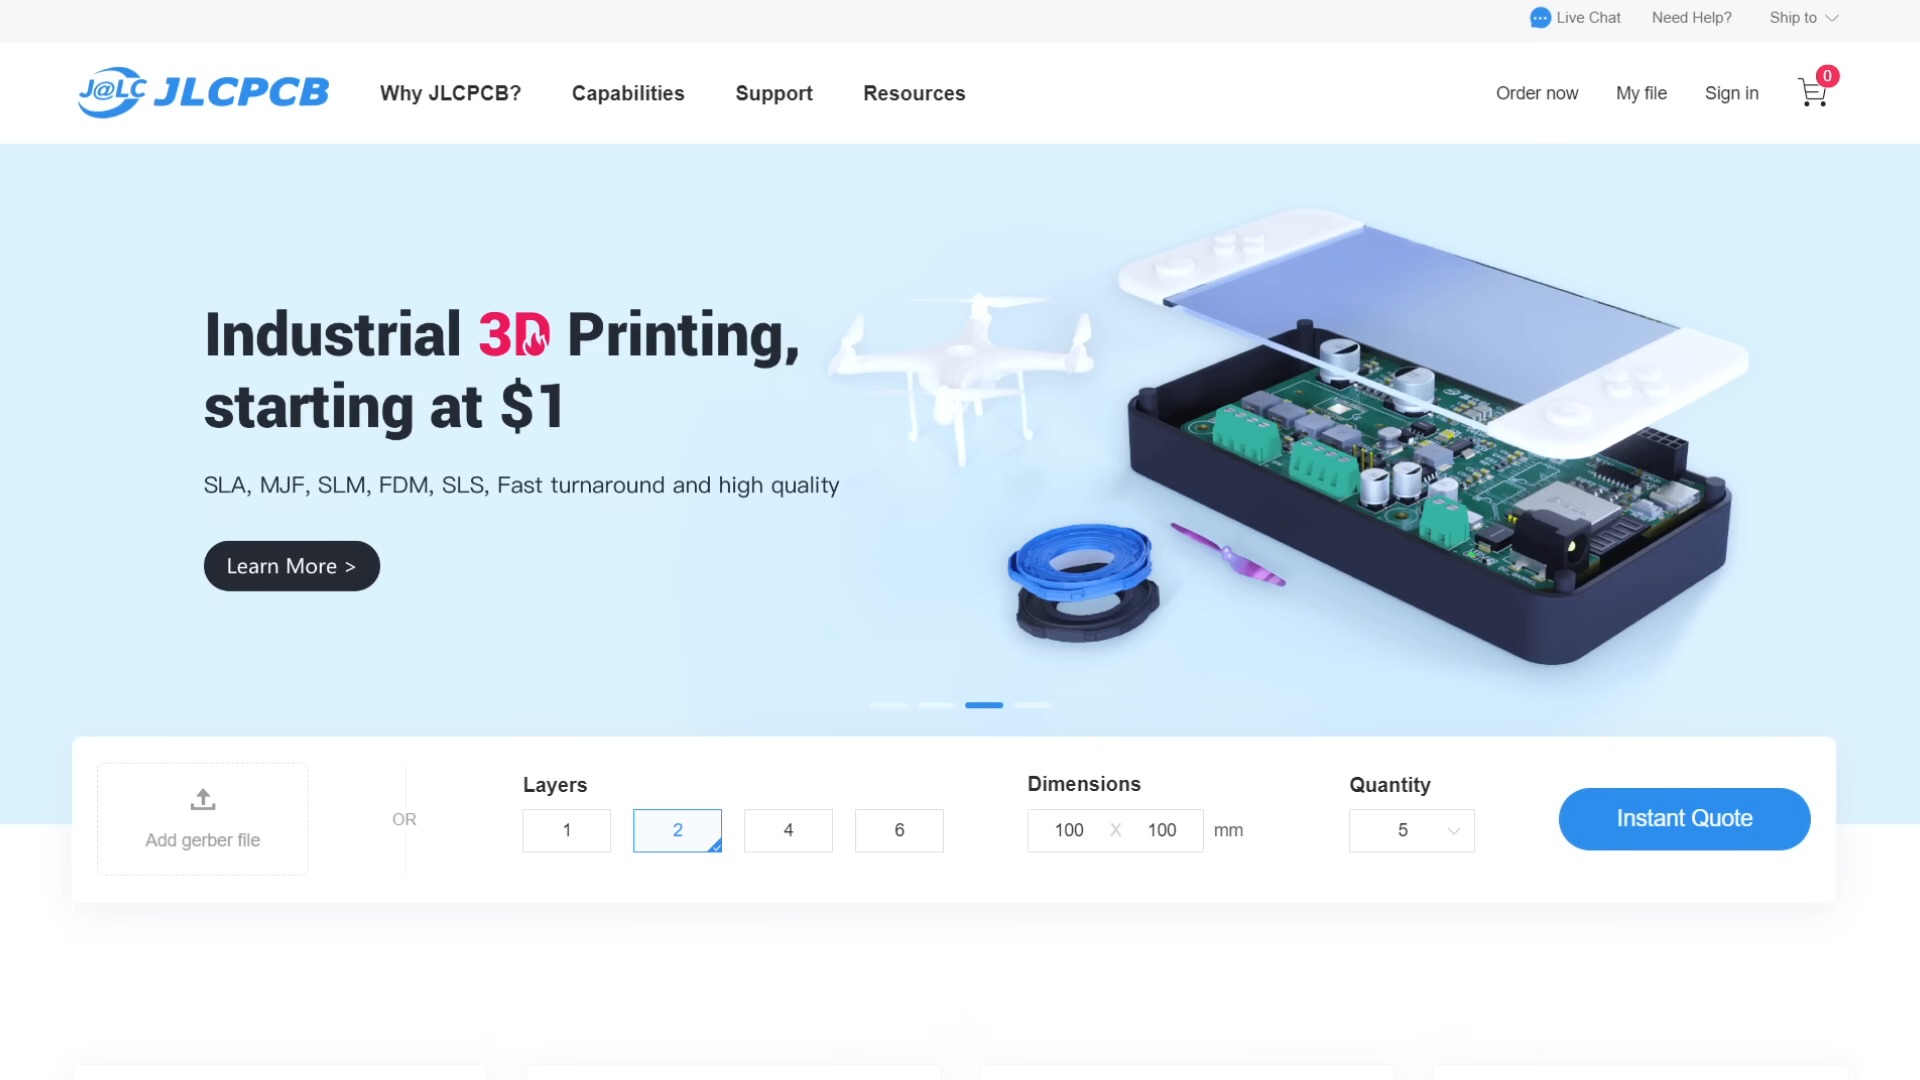 Live Chat Need Help? Ship to
J@LC JLCPCB Why JLCPCB? Capabilities Support Resources Order now My file Sign in 0
Industrial 3D Printing,
starting at $1
SLA, MJF, SLM, FDM, SLS, Fast turnaround and high quality
Learn More >
Add gerber file
OR
Layers
1 2 4 6
Dimensions
100 X 100 mm
Quantity
5
Instant Quote